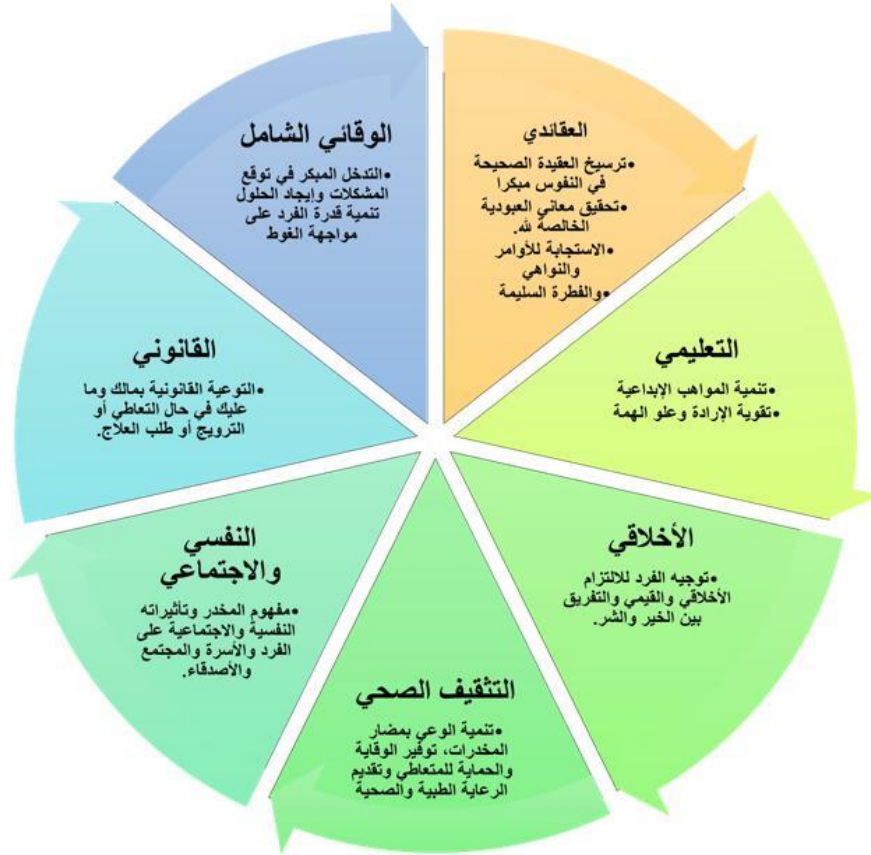 العقائدي
•ترسيخ العقيدة الصحيحة
في النفوس مبكرا
•تحقيق معاني العبودية
الخالصة لله.
•الاستجابة للأوامر
والنواهي
•والفطرة السليمة
التعليمي
•تنمية المواهب الإبداعية
•تقوية الإرادة وعلو الهمة
الأخلاقي
•توجيه الفرد للالتزام
الأخلاقي والقيمي والتفريق
بين الخير والشر.
التثقيف الصحي
•تنمية الوعي بمضار
المخدرات، توفير الوقاية
والحماية للمتعاطي وتقديم
الرعاية الطبية والصحية
النفسي
والاجتماعي
•مفهوم المخدر وتأثيراته
النفسية والاجتماعية على
الفرد والأسرة والمجتمع
والأصدقاء.
القانوني
•التوعية القانونية بمالك وما
عليك في حال التعاطي أو
الترويج أو طلب العلاج.
الوقائي الشامل
•التدخل المبكر في توقع
المشكلات وإيجاد الحلول
تنمية قدرة الفرد على
مواجهة الغوط